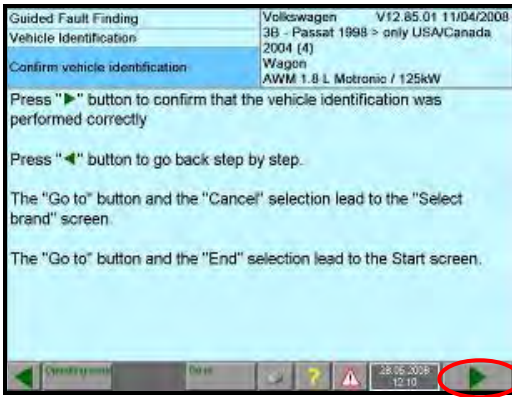 Guided Fault Finding
Vehicle Identification
Confirm vehicle identification
Volkswagen V12.85.01 11/04/2008
3B - Passat 1998 > only USA/Canada
2004 (4)
Wagon
AWM 1.8 L Motronic / 125kW
Press "▶" button to confirm that the vehicle identification was
performed correctly
Press "◀" button to go back step by step.
The "Go to" button and the "Cancel" selection lead to the "Select
brand" screen.
The "Go to" button and the "End" selection lead to the Start screen.
Go to
?
28.05.2008
12:10